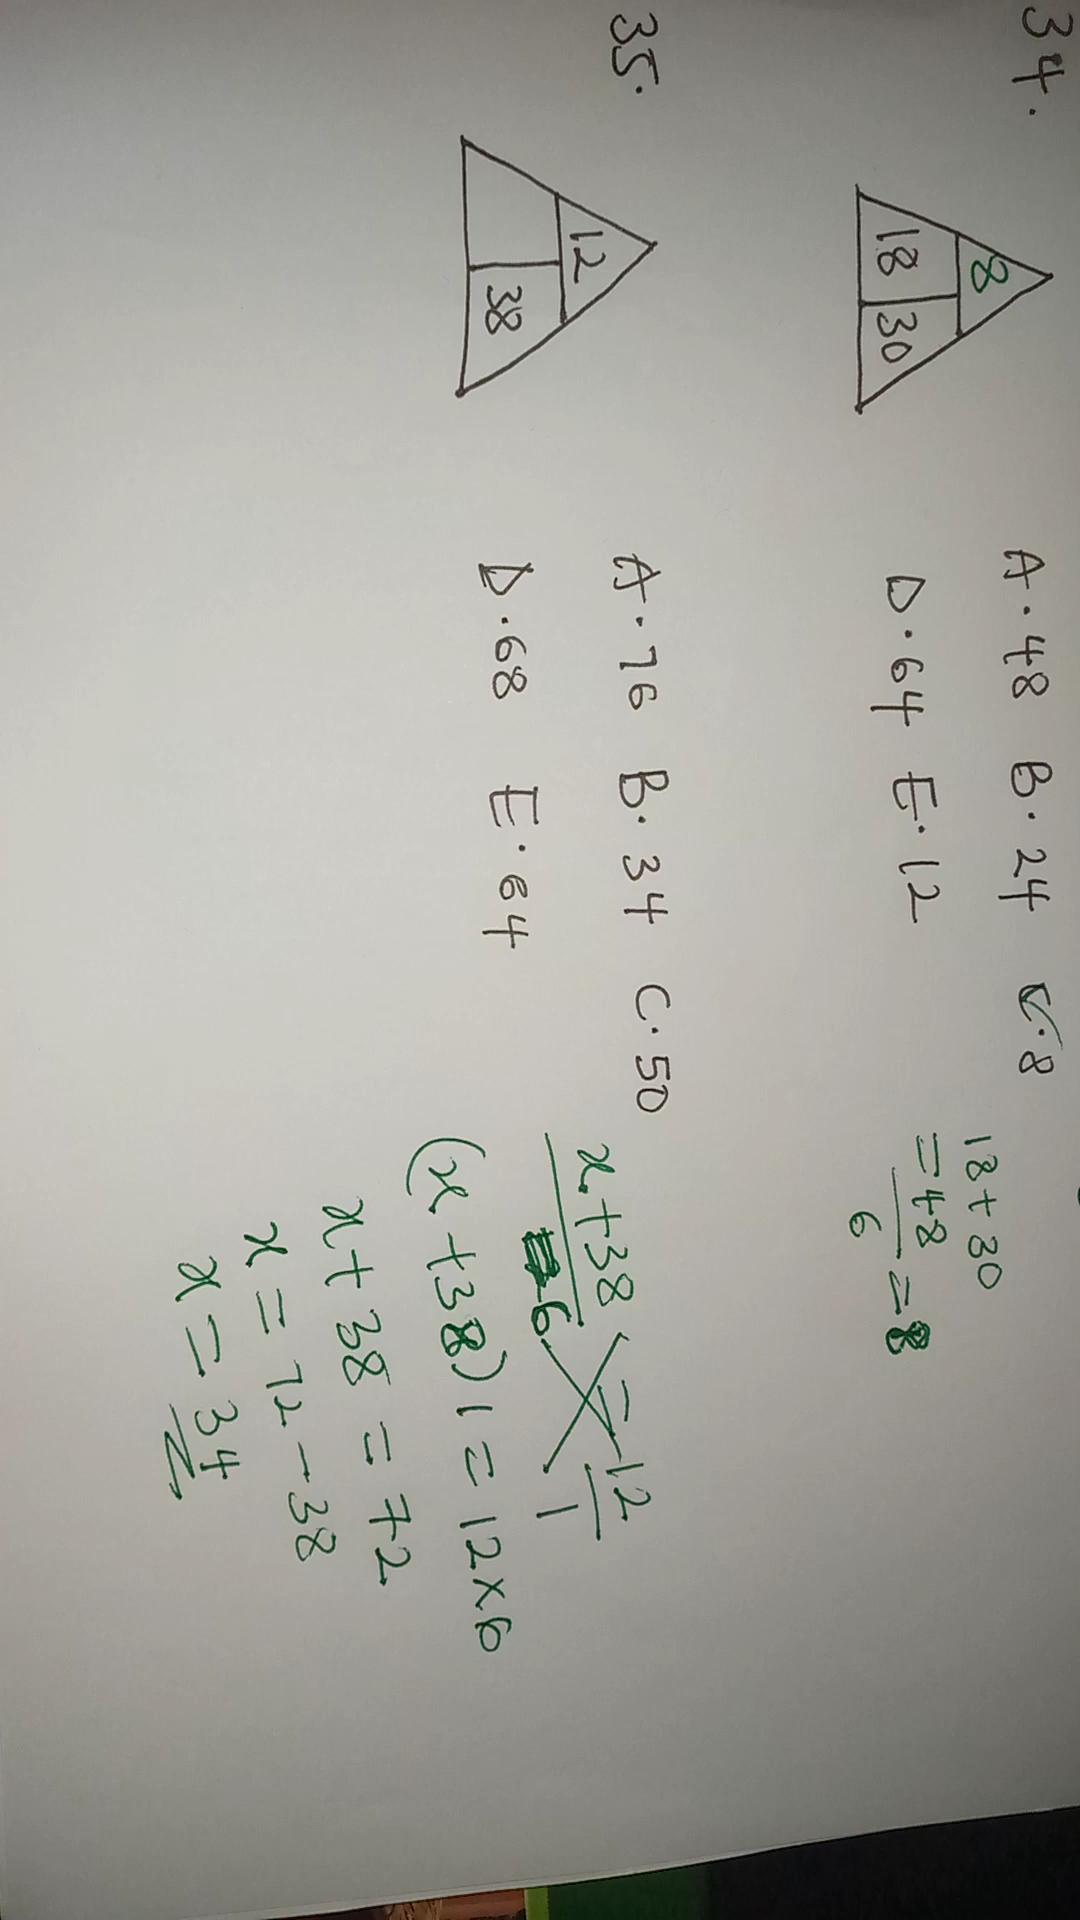 34.
8
18 30
A. 48 B. 24 C. 8
D. 64 E. 12
18 + 30
= 48
6
= 8
35.
12
38
A. 76 B. 34 C. 50
D. 68 E. 64
x + 38 = 12
6 1
(x + 38) 1 = 12 x 6
x + 38 = 72
x = 72 - 38
x = 34